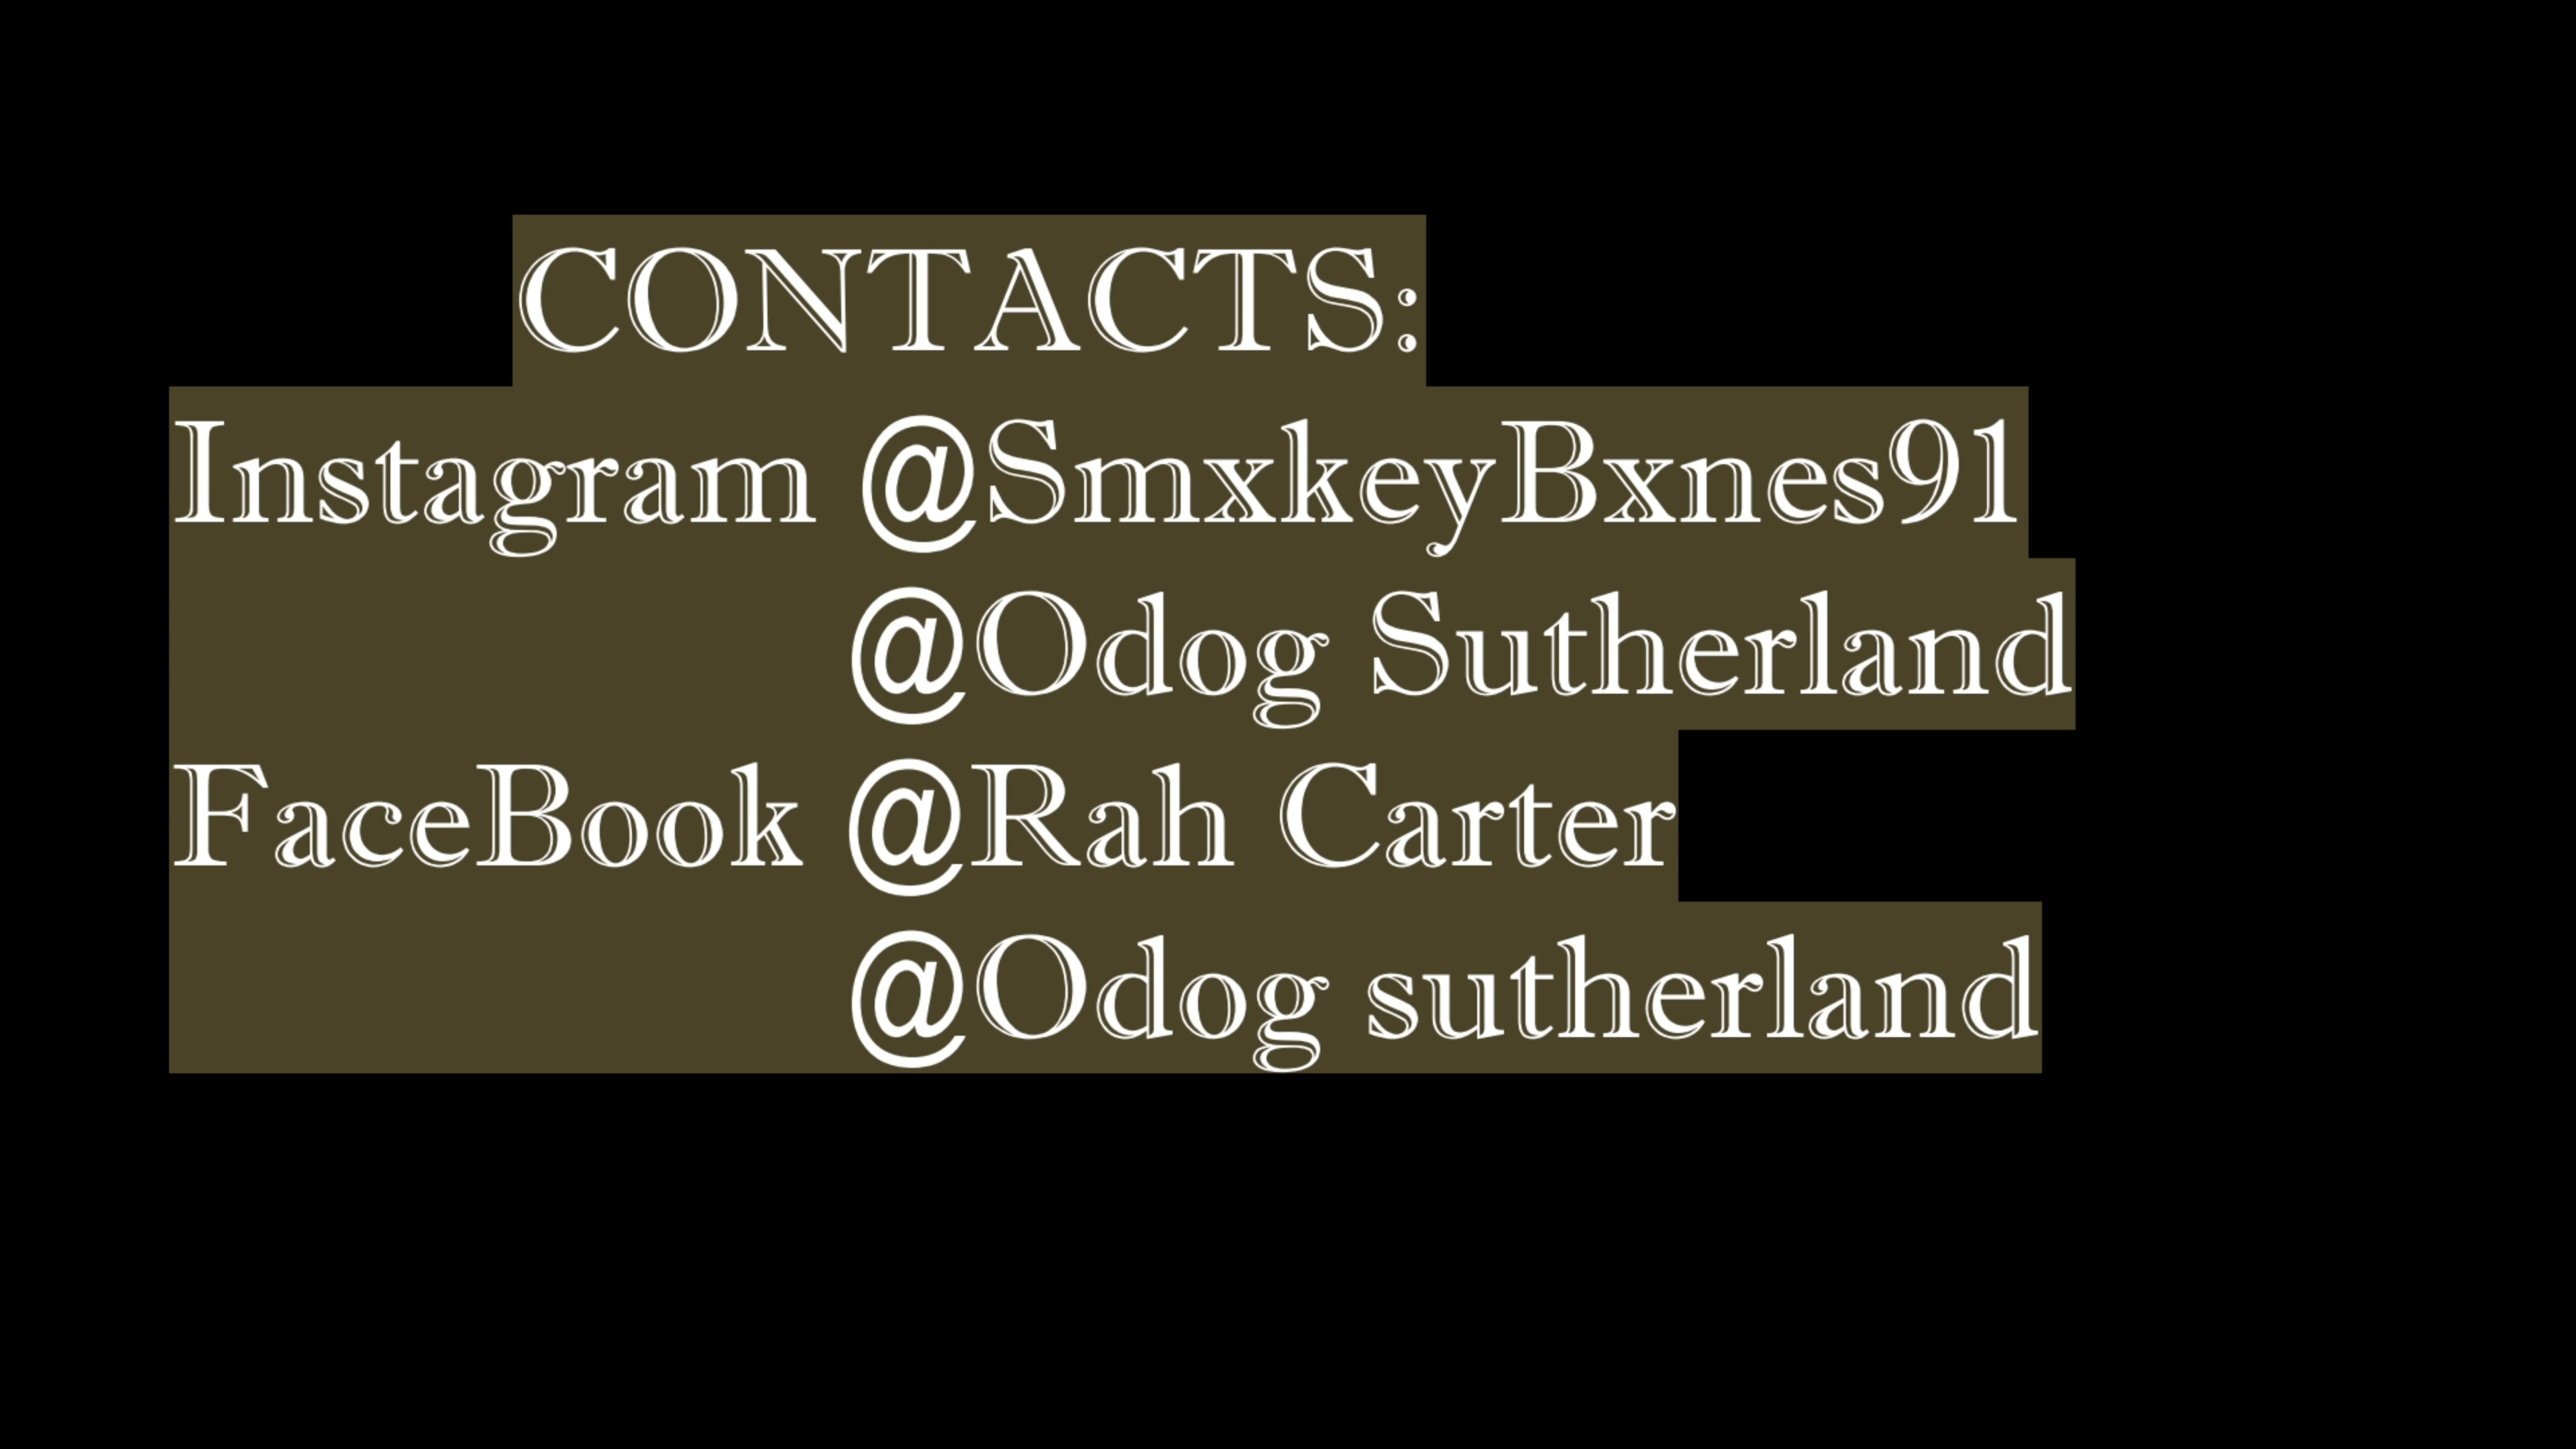 CONTACTS:
Instagram @SmxkeyBxnes91
@Odog Sutherland
FaceBook @Rah Carter
@Odog sutherland